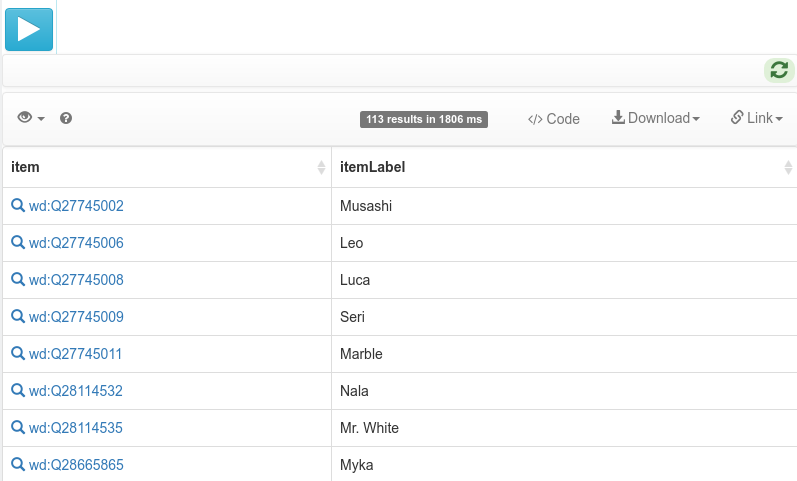 113 results in 1806 ms </> Code Download Link
item itemLabel
wd:Q27745002 Musashi
wd:Q27745006 Leo
wd:Q27745008 Luca
wd:Q27745009 Seri
wd:Q27745011 Marble
wd:Q28114532 Nala
wd:Q28114535 Mr. White
wd:Q28665865 Myka